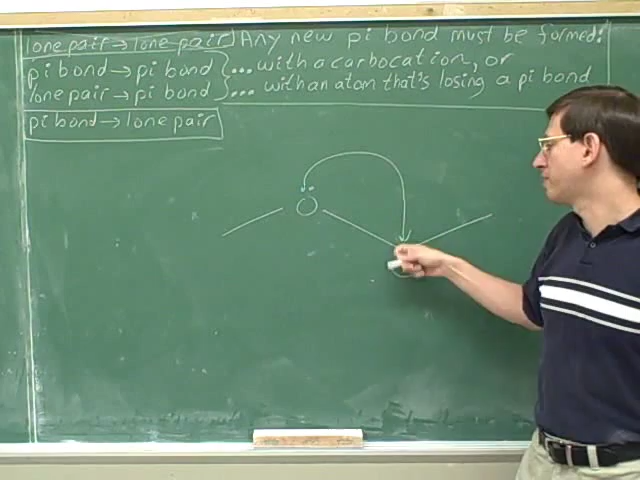 lone pair → lone pair Any new pi bond must be formed:
pi bond → pi bond } ... with a carbocation, or
lone pair → pi bond } ... with an atom that's losing a pi bond
pi bond → lone pair
O